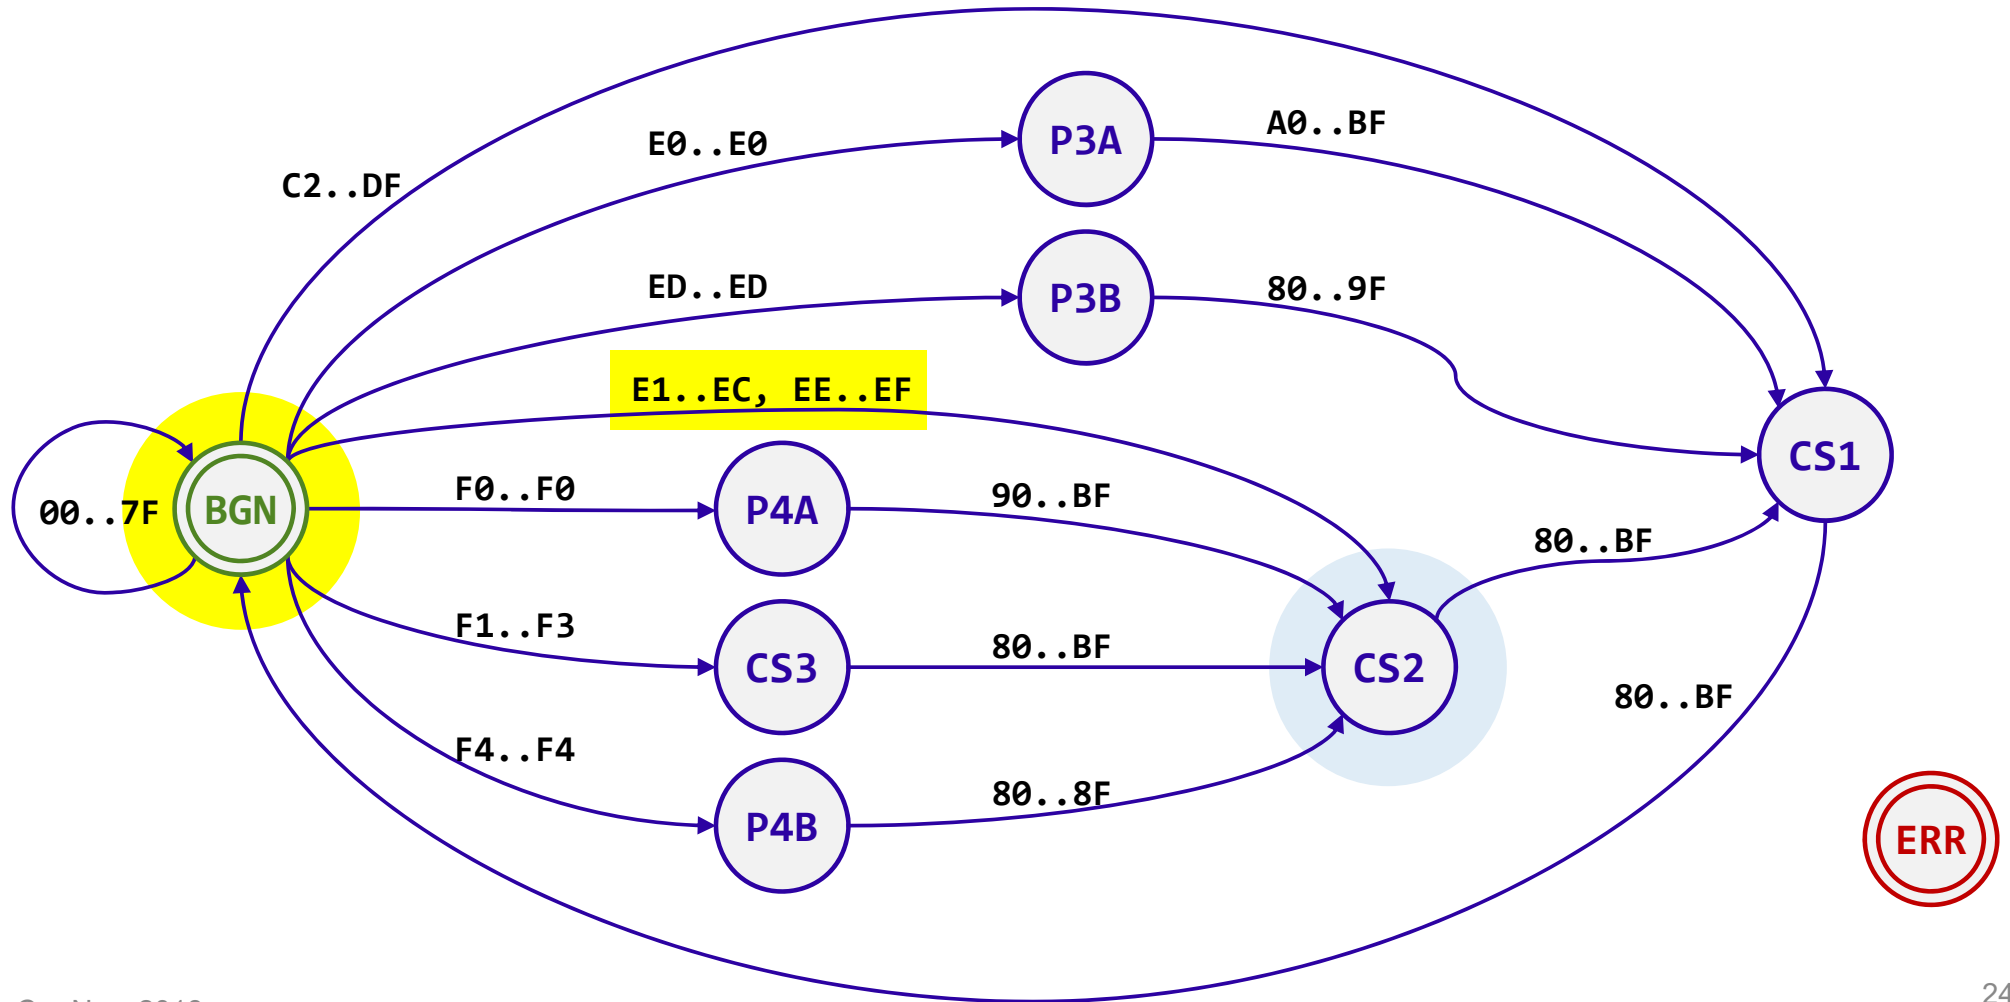 P3A
A0..BF
E0..E0
C2..DF
ED..ED
P3B
80..9F
E1..EC, EE..EF
CS1
BGN
00..7F
F0..F0
P4A
90..BF
80..BF
F1..F3
CS3
80..BF
CS2
80..BF
F4..F4
P4B
80..8F
ERR
24